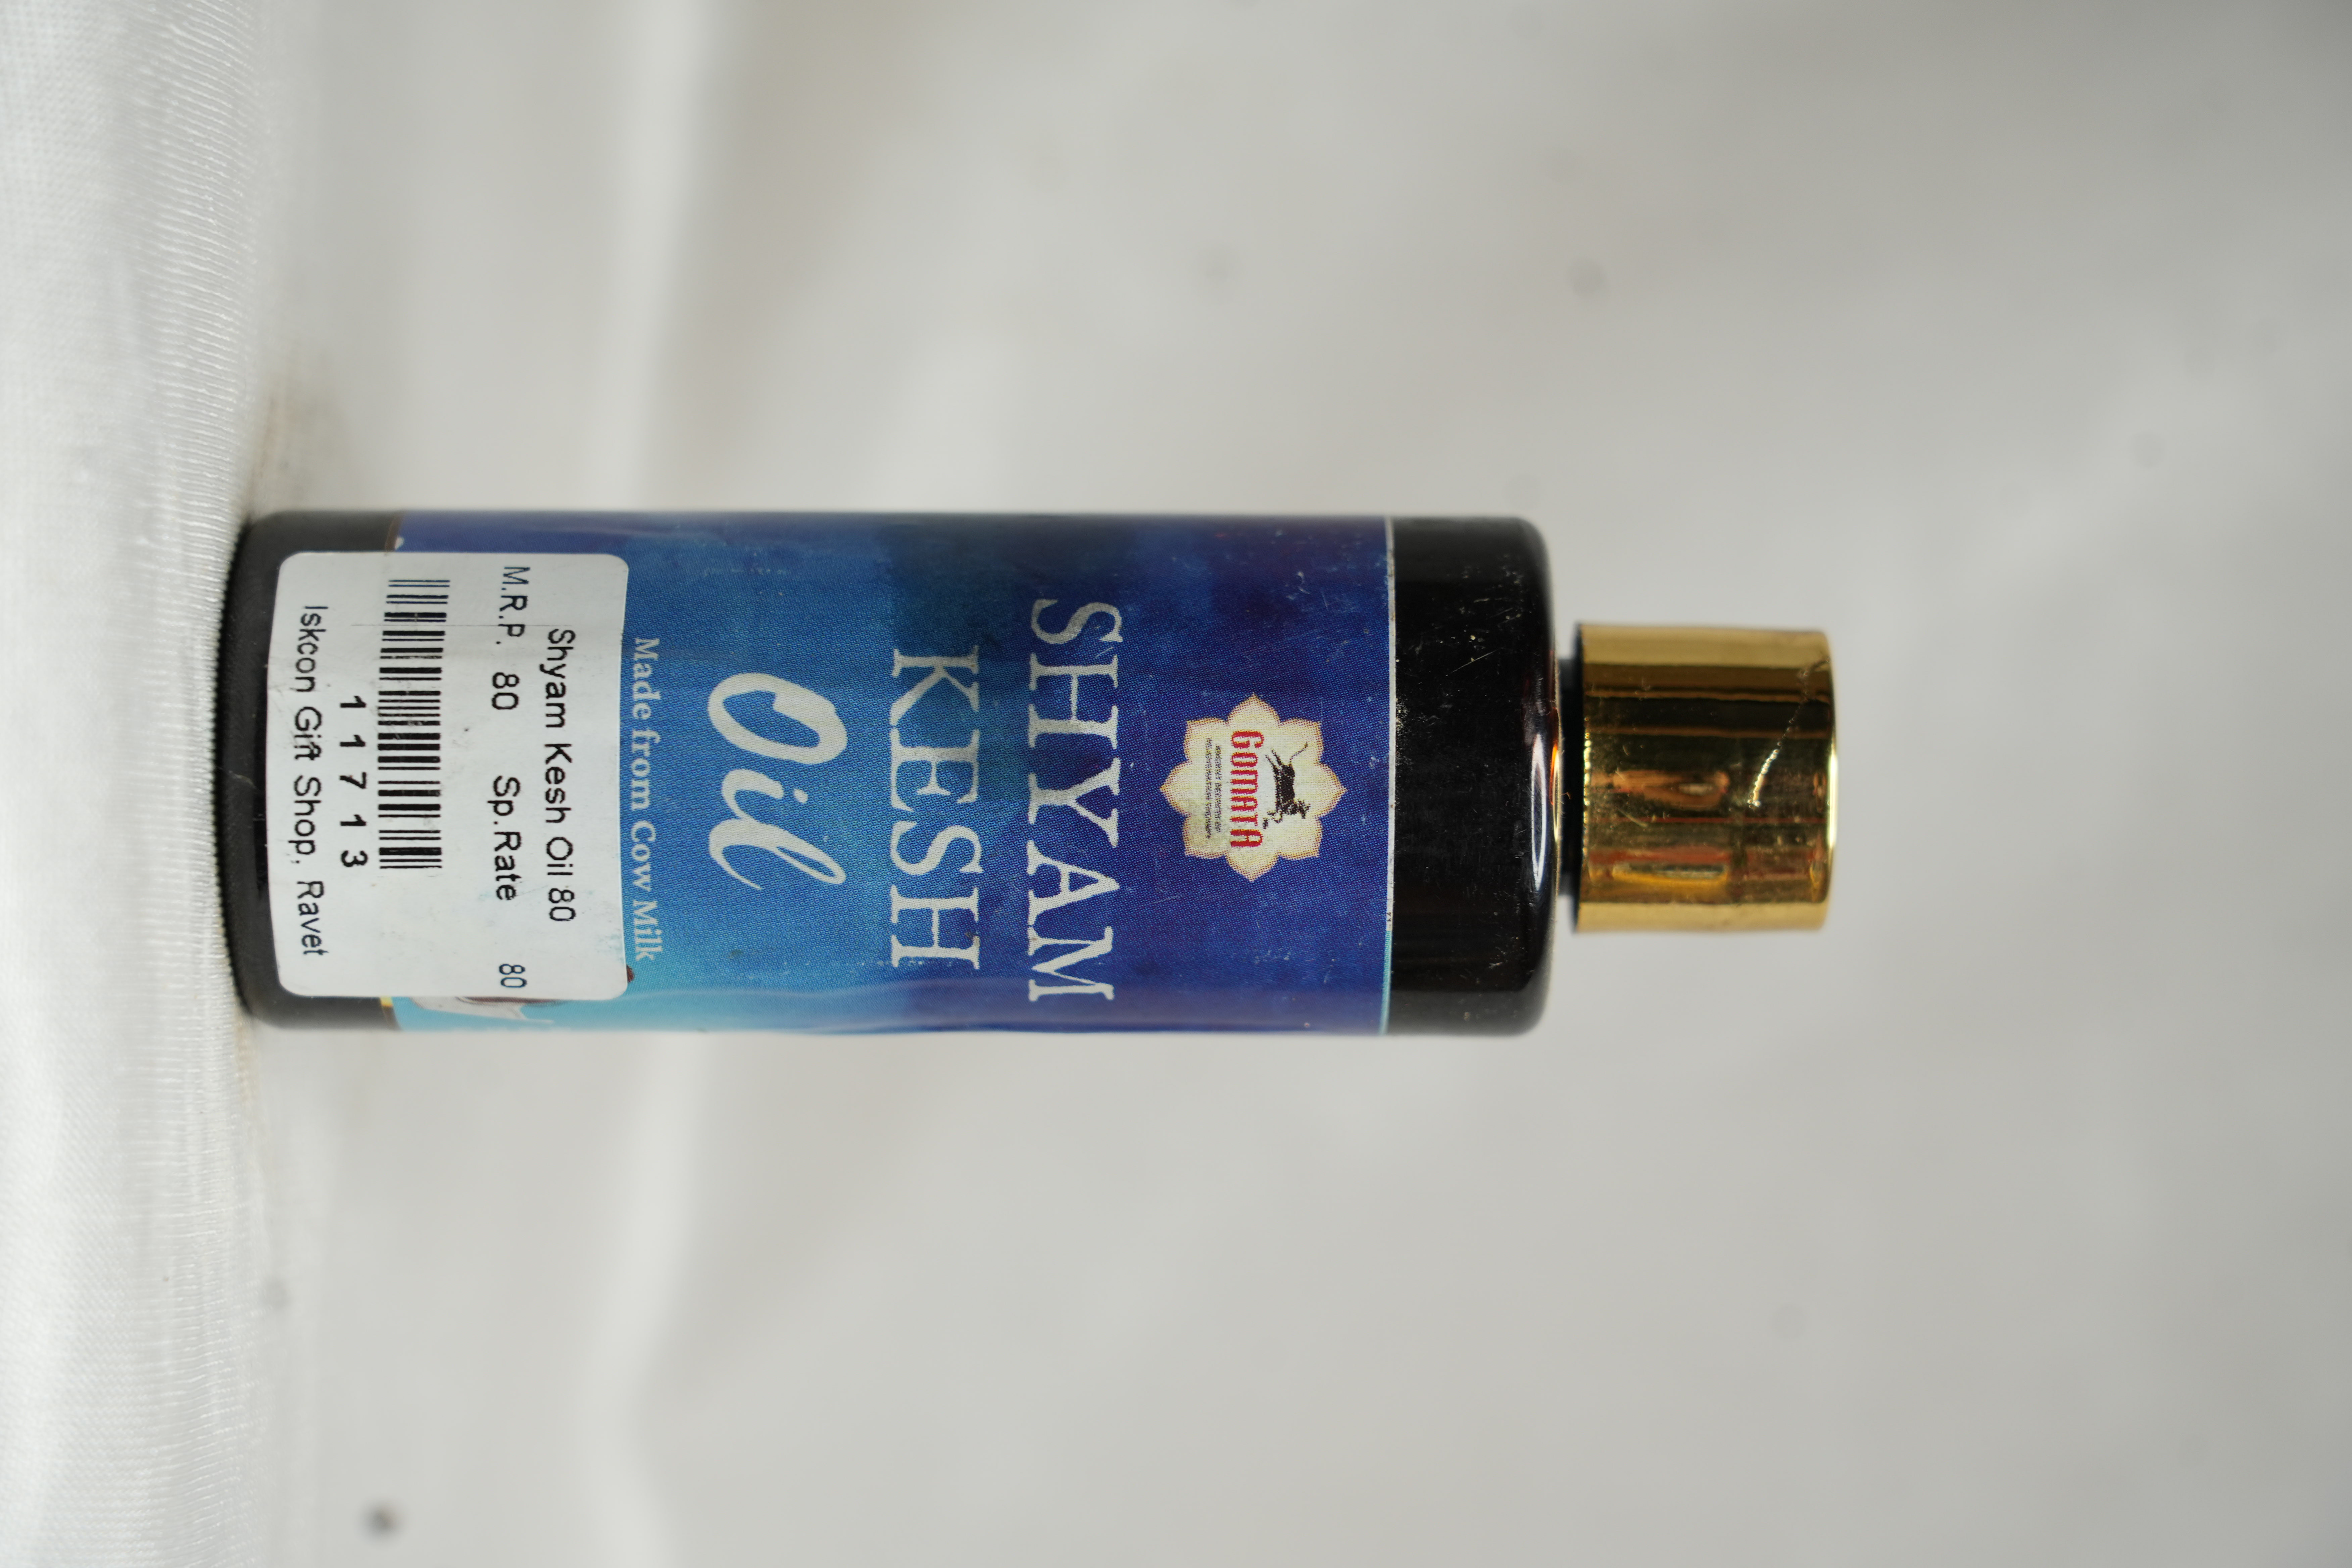 GOMATA
SHYAM
KESH
Oil
Made from Cow Milk
Shyam Kesh Oil 80
M.R.P. 80 Sp.Rate 80
11713
Iskcon Gift Shop, Ravet